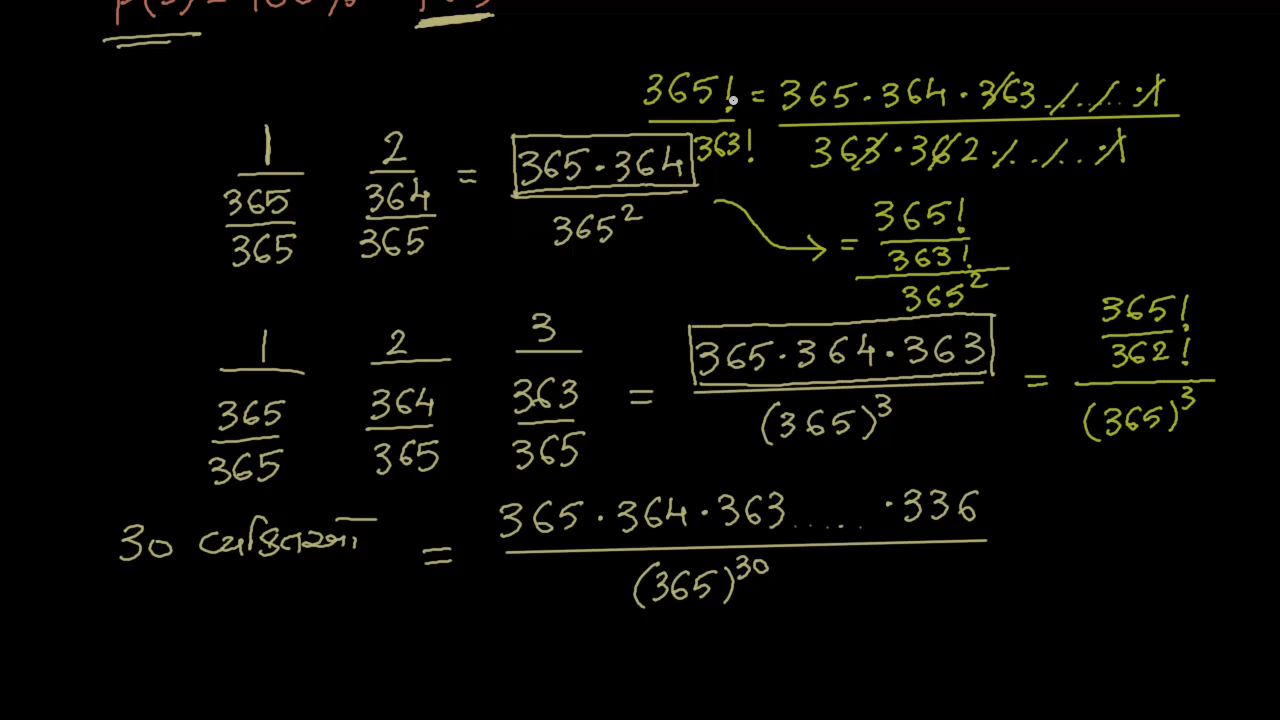 P(s) = 100% -
365!/363! = 365·364·363·/·./...·1 / 363·362·/·./...·1
1 2
365/365 364/365 = 365·364 / 365²
= 365!/363! / 365²
1 2 3
365/365 364/365 363/365 = 365·364·363 / (365)³ = 365!/362! / (365)³
30 = 365·364·363.....·336 / (365)³⁰